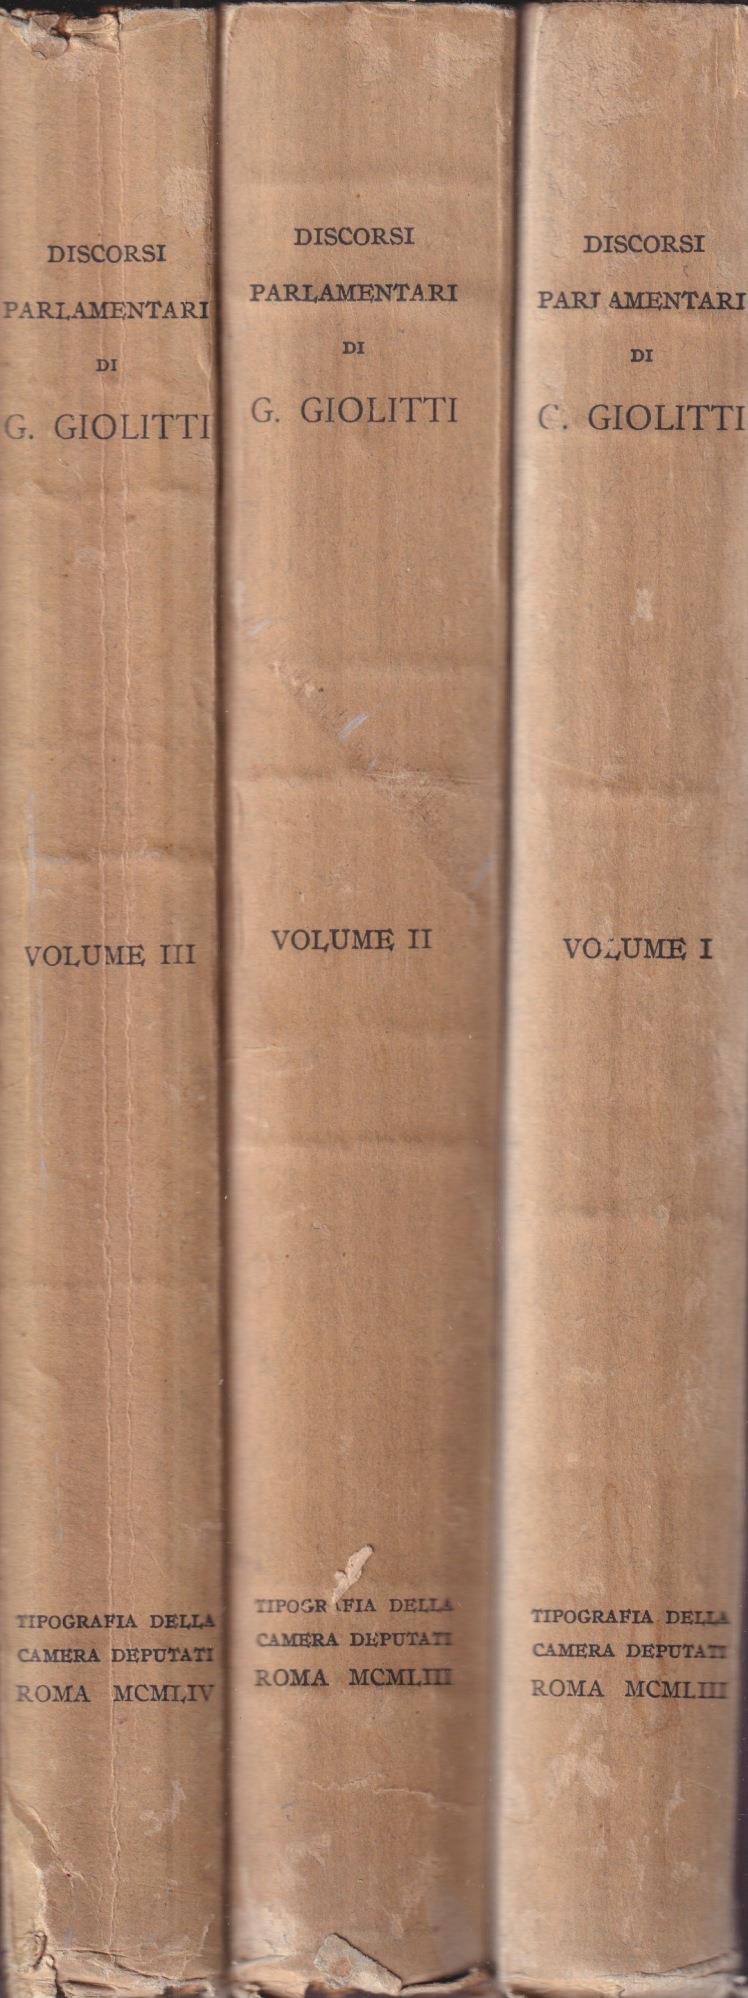 DISCORSI
PARLAMENTARI
DI
G. GIOLITTI
VOLUME III
TIPOGRAFIA DELLA
CAMERA DEPUTATI
ROMA MCMLIV
DISCORSI
PARLAMENTARI
DI
G. GIOLITTI
VOLUME II
TIPOGRAFIA DELLA
CAMERA DEPUTATI
ROMA MCMLIII
DISCORSI
PARLAMENTARI
DI
G. GIOLITTI
VOLUME I
TIPOGRAFIA DELLA
CAMERA DEPUTATI
ROMA MCMLIII